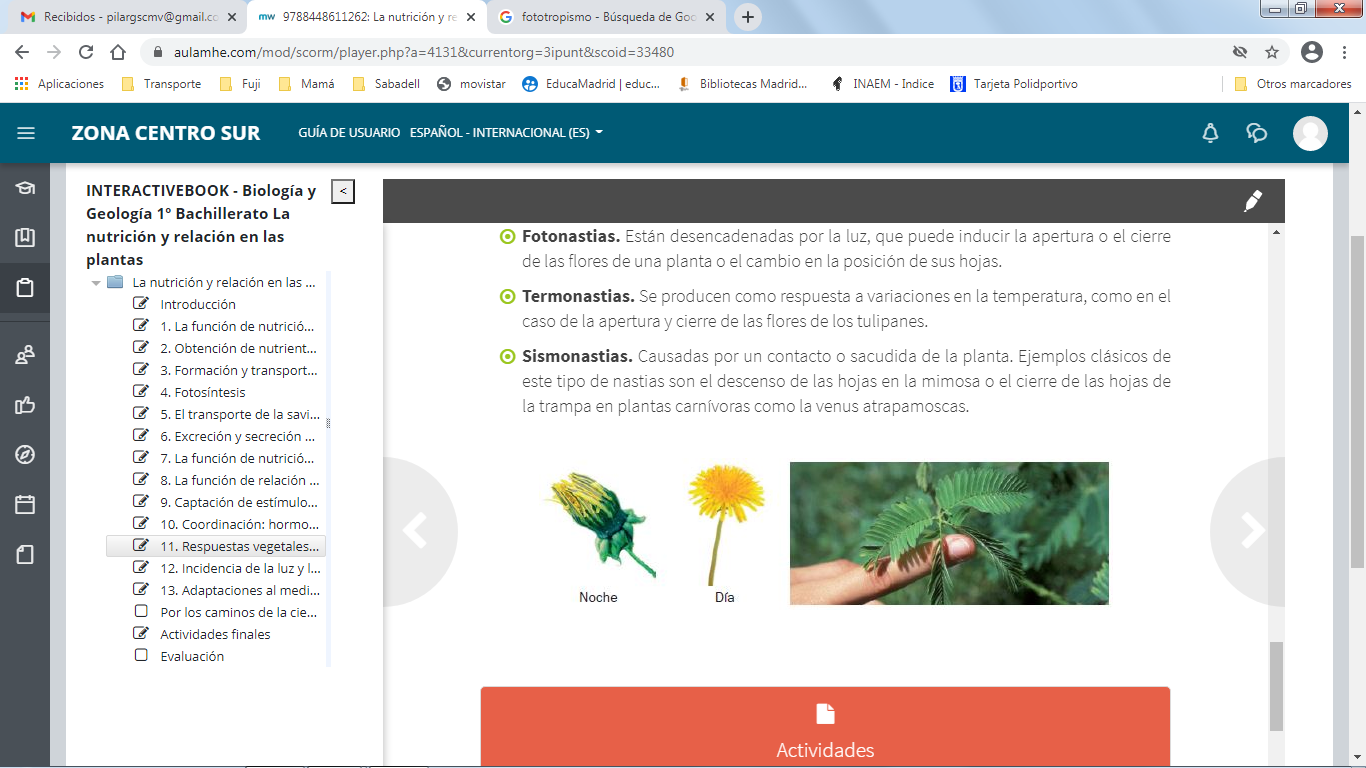 Recibidos - pilargscmv@gmail.co
9788448611262: La nutrición y re
fototropismo - Búsqueda de Goo
aulamhe.com/mod/scorm/player.php?a=4131&currentorg=3ipunt&scoid=33480
Aplicaciones
Transporte
Fuji
Mamá
Sabadell
movistar
EducaMadrid | educ...
Bibliotecas Madrid...
INAEM - Indice
Tarjeta Polidportivo
Otros marcadores
ZONA CENTRO SUR
GUÍA DE USUARIO
ESPAÑOL - INTERNACIONAL (ES)
INTERACTIVEBOOK - Biología y
Geología 1º Bachillerato La
nutrición y relación en las
plantas
<
La nutrición y relación en las ...
Introducción
1. La función de nutrició...
2. Obtención de nutrient...
3. Formación y transport...
4. Fotosíntesis
5. El transporte de la savi...
6. Excreción y secreción ...
7. La función de nutrició...
8. La función de relación ...
9. Captación de estímulo...
10. Coordinación: hormo...
11. Respuestas vegetales...
12. Incidencia de la luz y l...
13. Adaptaciones al medi...
Por los caminos de la cie...
Actividades finales
Evaluación
Fotonastias. Están desencadenadas por la luz, que puede inducir la apertura o el cierre
de las flores de una planta o el cambio en la posición de sus hojas.
Termonastias. Se producen como respuesta a variaciones en la temperatura, como en el
caso de la apertura y cierre de las flores de los tulipanes.
Sismonastias. Causadas por un contacto o sacudida de la planta. Ejemplos clásicos de
este tipo de nastias son el descenso de las hojas en la mimosa o el cierre de las hojas de
la trampa en plantas carnívoras como la venus atrapamoscas.
Noche
Día
Actividades